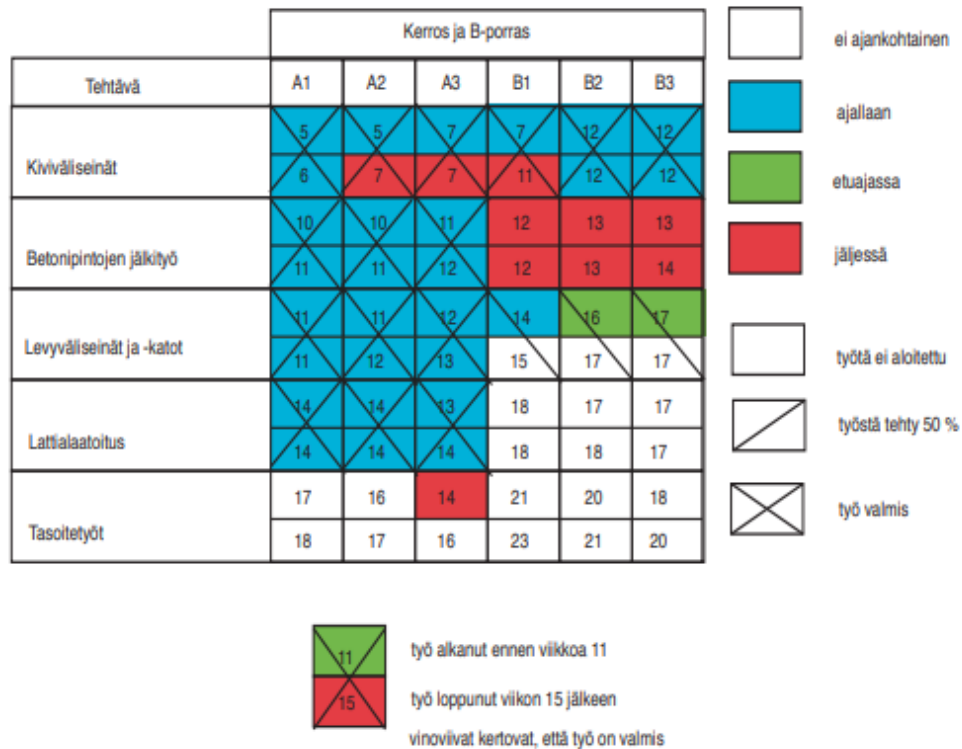 Kerros ja B-porras
Tehtävä A1 A2 A3 B1 B2 B3
5 5 7 7 12 12
Kiviväliseinät
6 7 7 11 12 12
10 10 11 12 13 13
Betonipintojen jälkityö
11 11 12 12 13 14
11 11 12 14 16 17
Levyväliseinät ja -katot
11 12 13 15 17 17
14 14 13 18 17 17
Lattialaatoitus
14 14 14 18 18 17
17 16 14 21 20 18
Tasoitetyöt
18 17 16 23 21 20
ei ajankohtainen
ajallaan
etuajassa
jäljessä
työtä ei aloitettu
työstä tehty 50 %
työ valmis
11 työ alkanut ennen viikkoa 11
15 työ loppunut viikon 15 jälkeen
vinoviivat kertovat, että työ on valmis